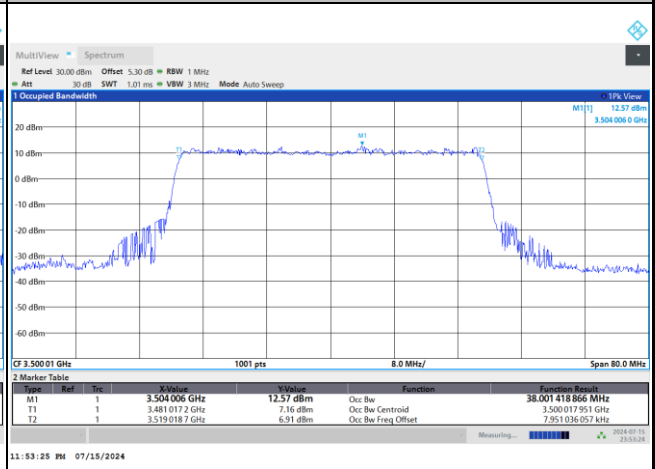 MultiView Spectrum
Ref Level 30.00 dBm Offset 5.30 dB RBW 1 MHz
Att 30 dB SWT 1.01 ms VBW 3 MHz Mode Auto Sweep
1 Occupied Bandwidth 1Pk View
M1[1] 12.57 dBm
3.504 006 0 GHz
20 dBm
M1
T1 T2
10 dBm
0 dBm
-10 dBm
-20 dBm
-30 dBm
-40 dBm
-50 dBm
-60 dBm
CF 3.500 01 GHz 1001 pts 8.0 MHz/ Span 80.0 MHz
2 Marker Table
Type Ref Trc X-Value Y-Value Function Function Result
M1 1 3.504 006 GHz 12.57 dBm Occ Bw 38.001 418 866 MHz
T1 1 3.481 017 2 GHz 7.16 dBm Occ Bw Centroid 3.500 017 951 GHz
T2 1 3.519 018 7 GHz 6.91 dBm Occ Bw Freq Offset 7.951 036 057 kHz
Measuring... 2024-07-15
23:53:24
11:53:25 PM 07/15/2024